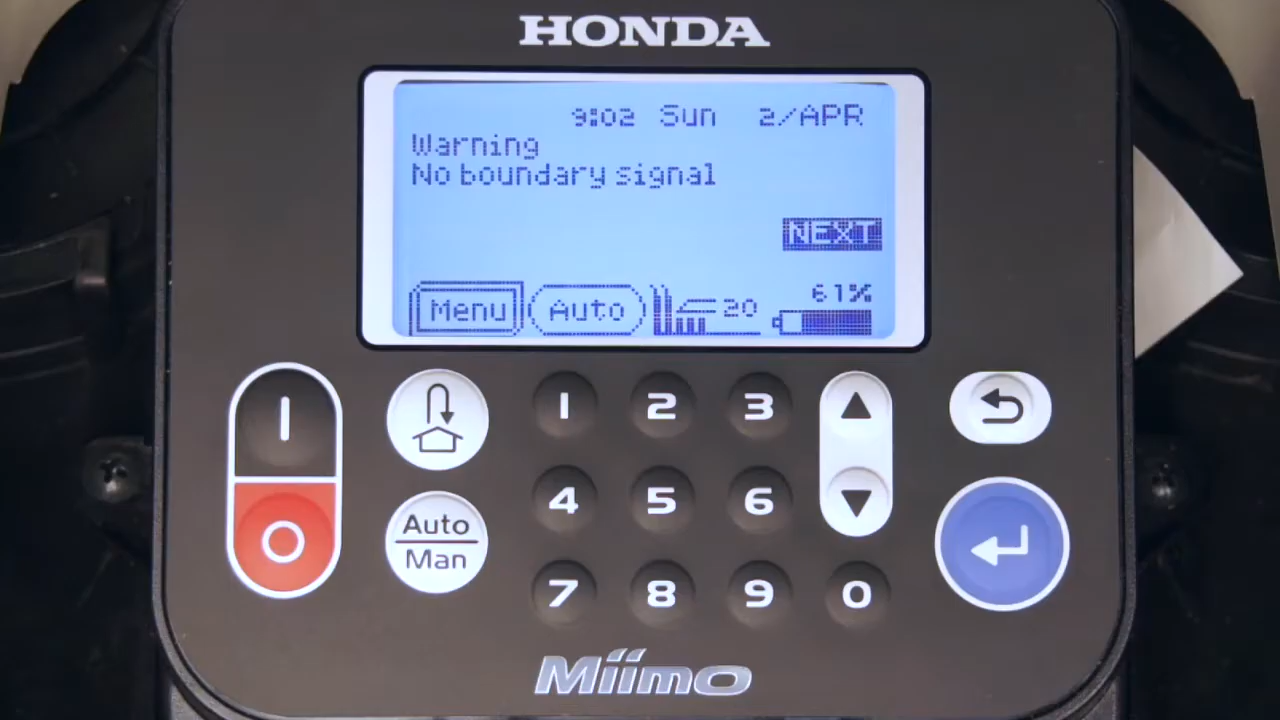 HONDA
9:02 Sun 2/APR
Warning
No boundary signal
NEXT
61%
Menu Auto 20
1 2 3
Auto
Man
4 5 6
7 8 9 0
Miimo